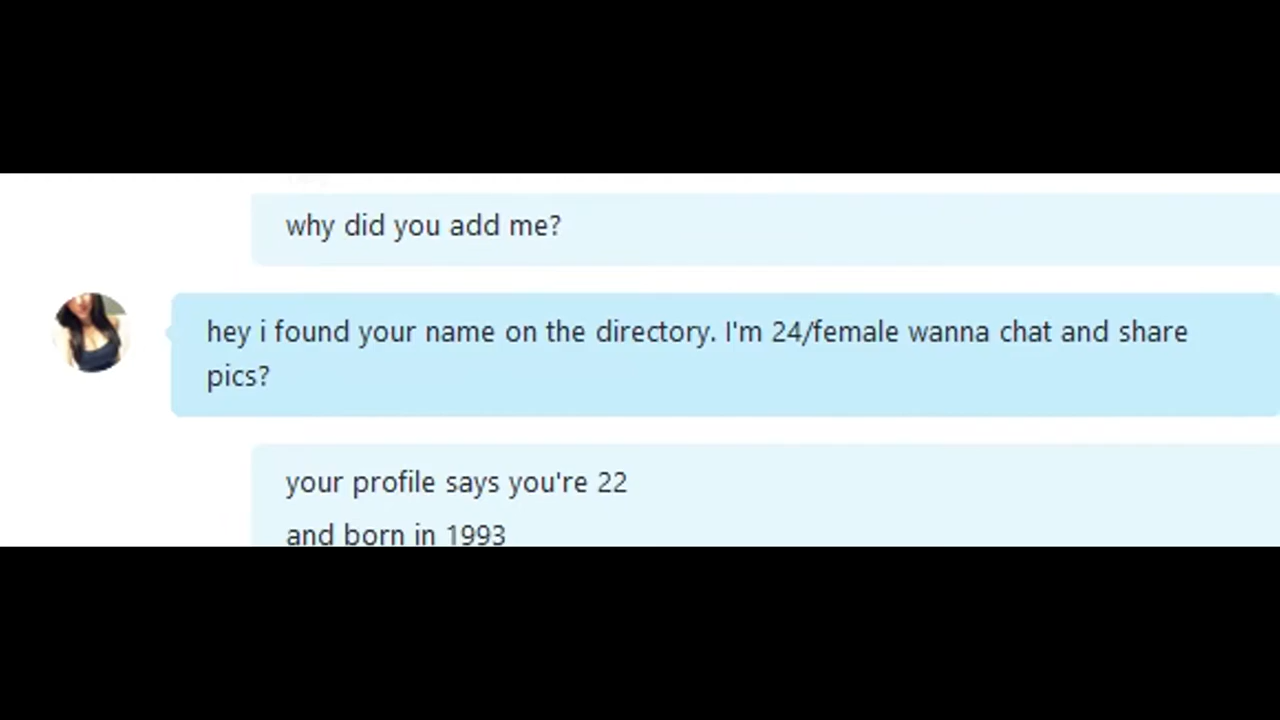 why did you add me?
hey i found your name on the directory. I'm 24/female wanna chat and share
pics?
your profile says you're 22
and born in 1993